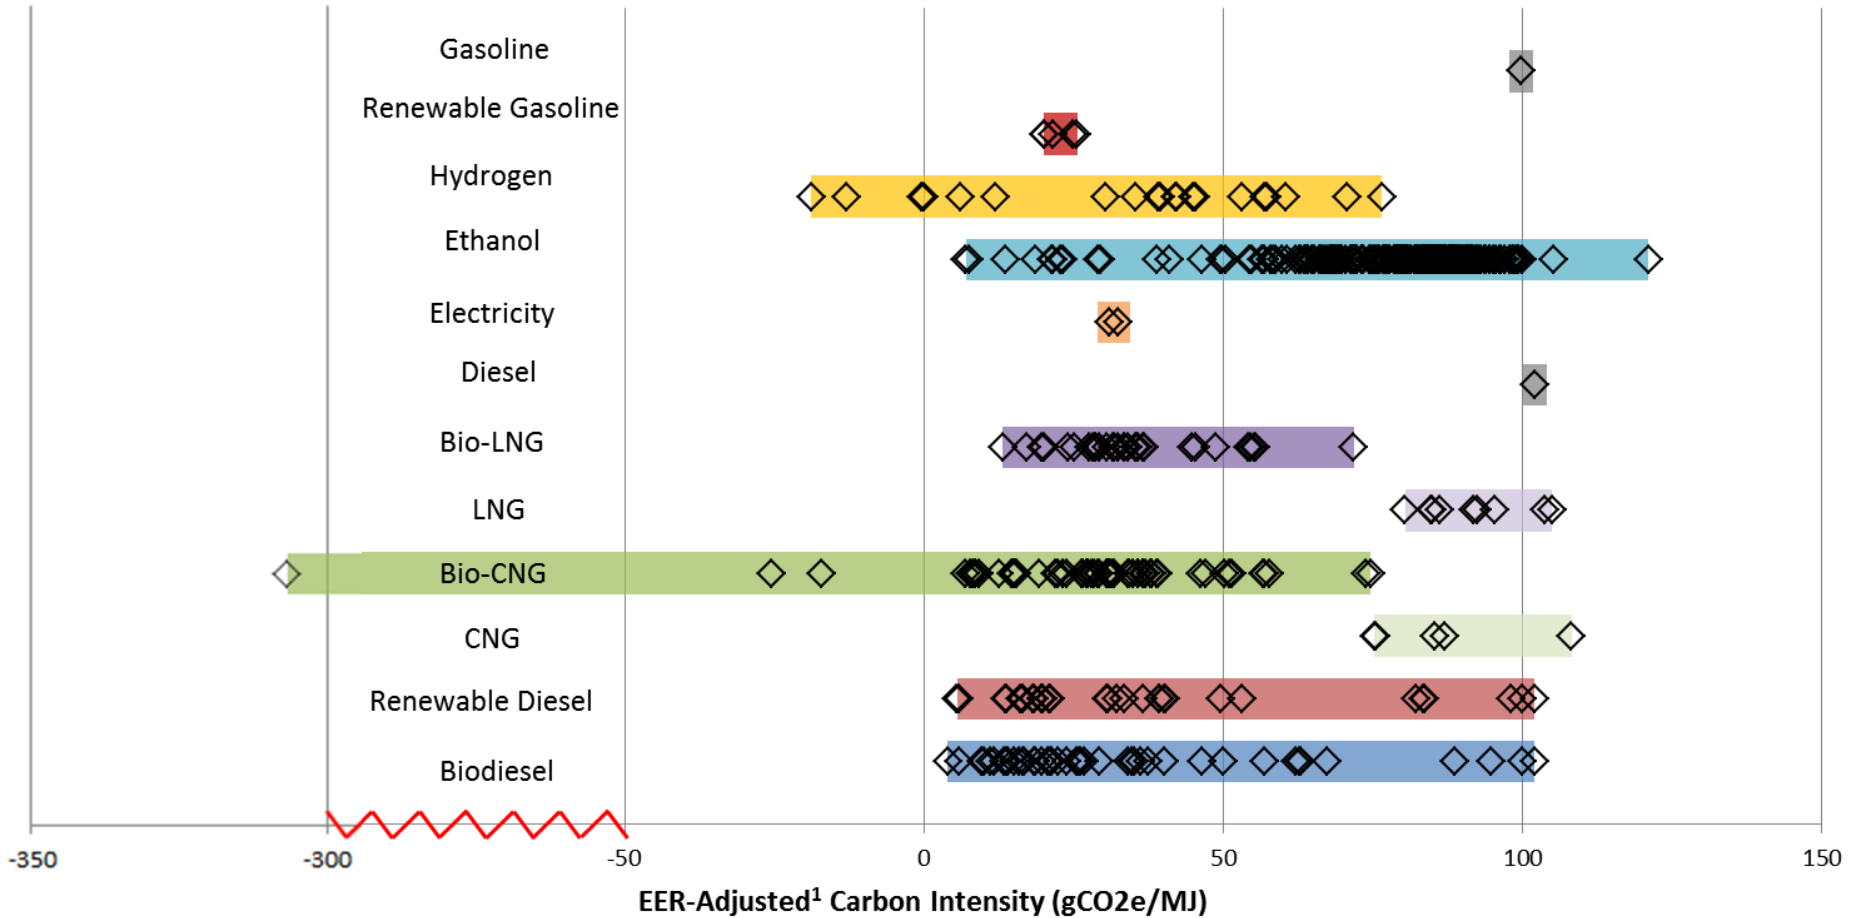 Gasoline
Renewable Gasoline
Hydrogen
Ethanol
Electricity
Diesel
Bio-LNG
LNG
Bio-CNG
CNG
Renewable Diesel
Biodiesel
-350 -300 -50 0 50 100 150
EER-Adjusted¹ Carbon Intensity (gCO2e/MJ)